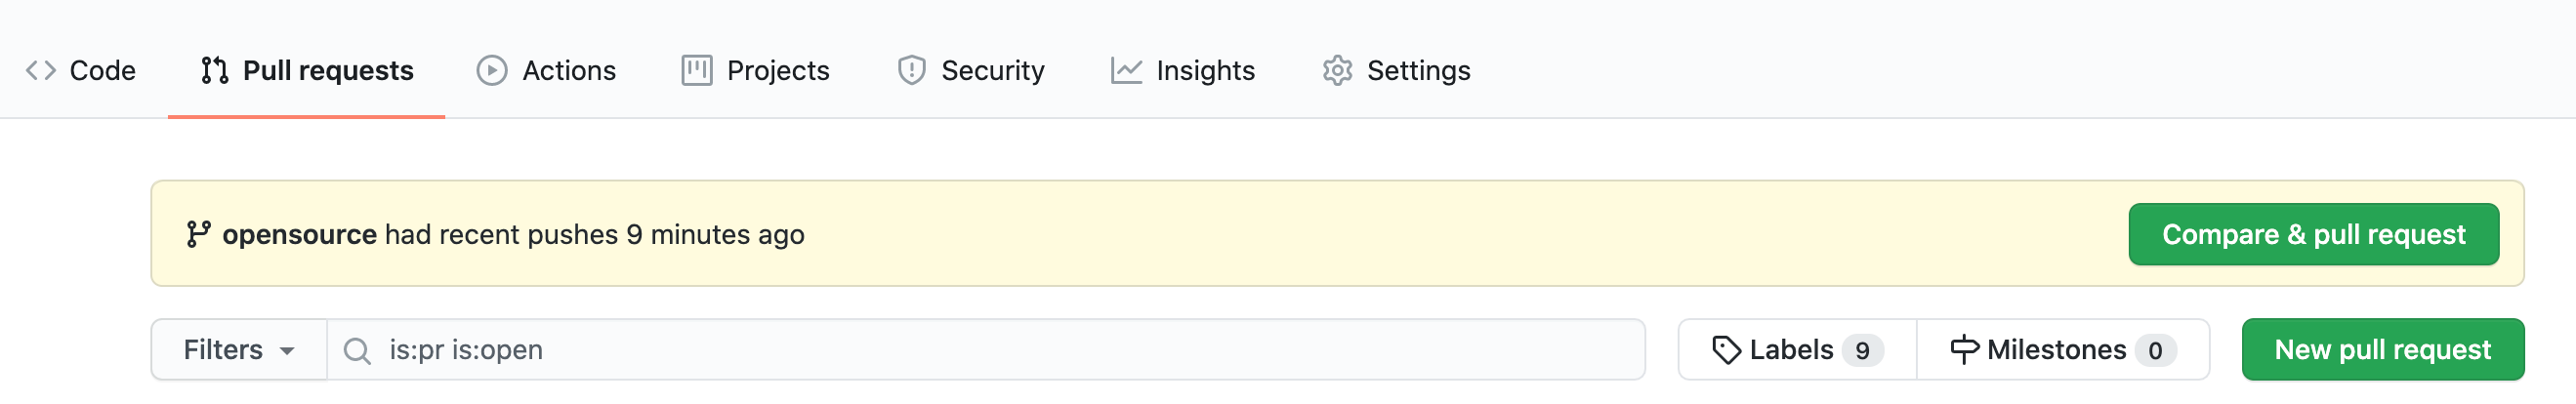 Code Pull requests Actions Projects Security Insights Settings
opensource had recent pushes 9 minutes ago Compare & pull request
Filters is:pr is:open Labels 9 Milestones 0 New pull request